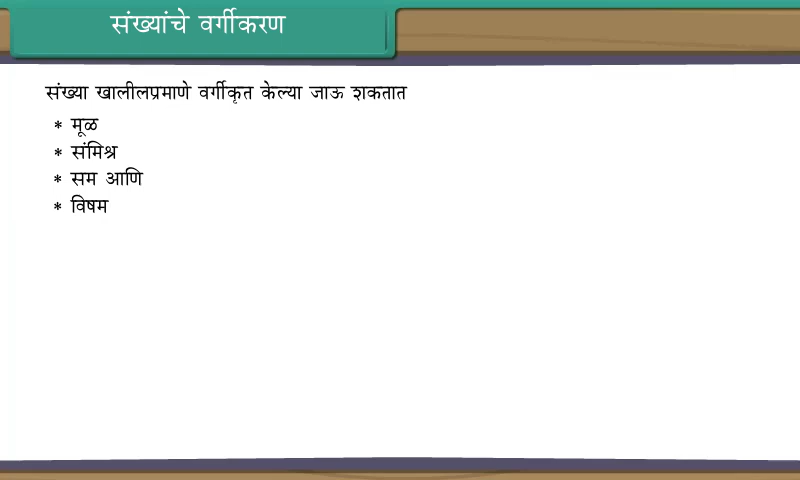 संख्यांचे वर्गीकरण
संख्या खालीलप्रमाणे वर्गीकृत केल्या जाऊ शकतात
* मूळ
* संमिश्र
* सम आणि
* विषम